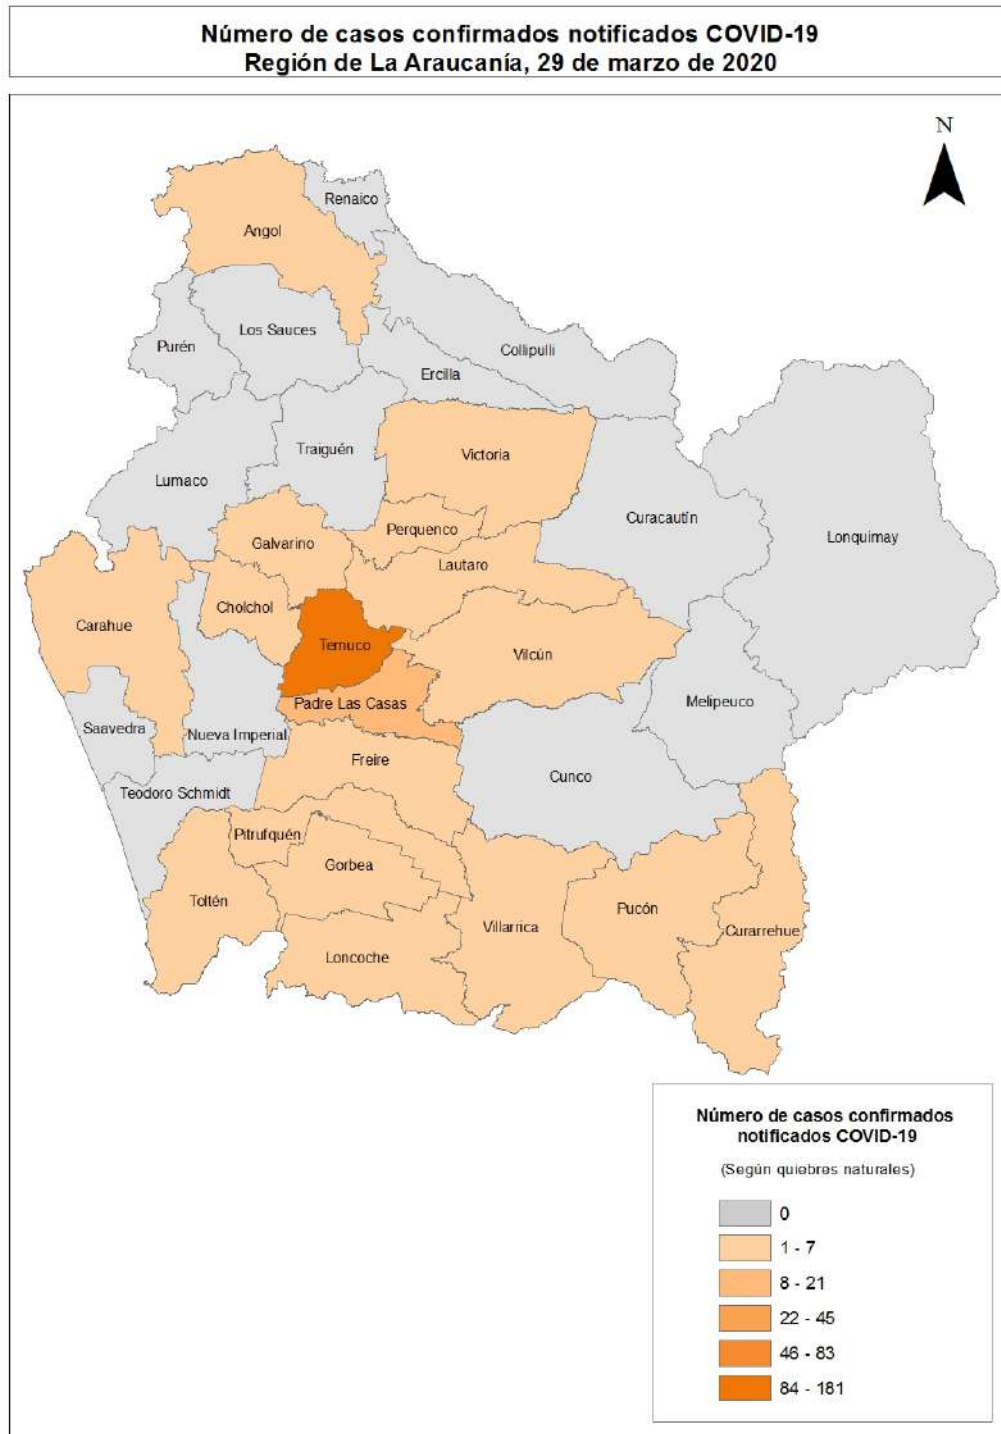 Número de casos confirmados notificados COVID-19
Región de La Araucanía, 29 de marzo de 2020
N
Renaico
Angol
Los Sauces
Purén
Collipulli
Ercilla
Traiguén
Victoria
Lumaco
Curacautín
Perquenco
Lonquimay
Galvarino
Lautaro
Cholchol
Carahue
Temuco
Vilcún
Melipeuco
Padre Las Casas
Saavedra
Nueva Imperial
Freire
Cunco
Teodoro Schmidt
Pitrufquén
Gorbea
Toltén
Pucón
Villarrica
Curarrehue
Loncoche
Número de casos confirmados
notificados COVID-19
(Según quiebres naturales)
0
1 - 7
8 - 21
22 - 45
46 - 83
84 - 181